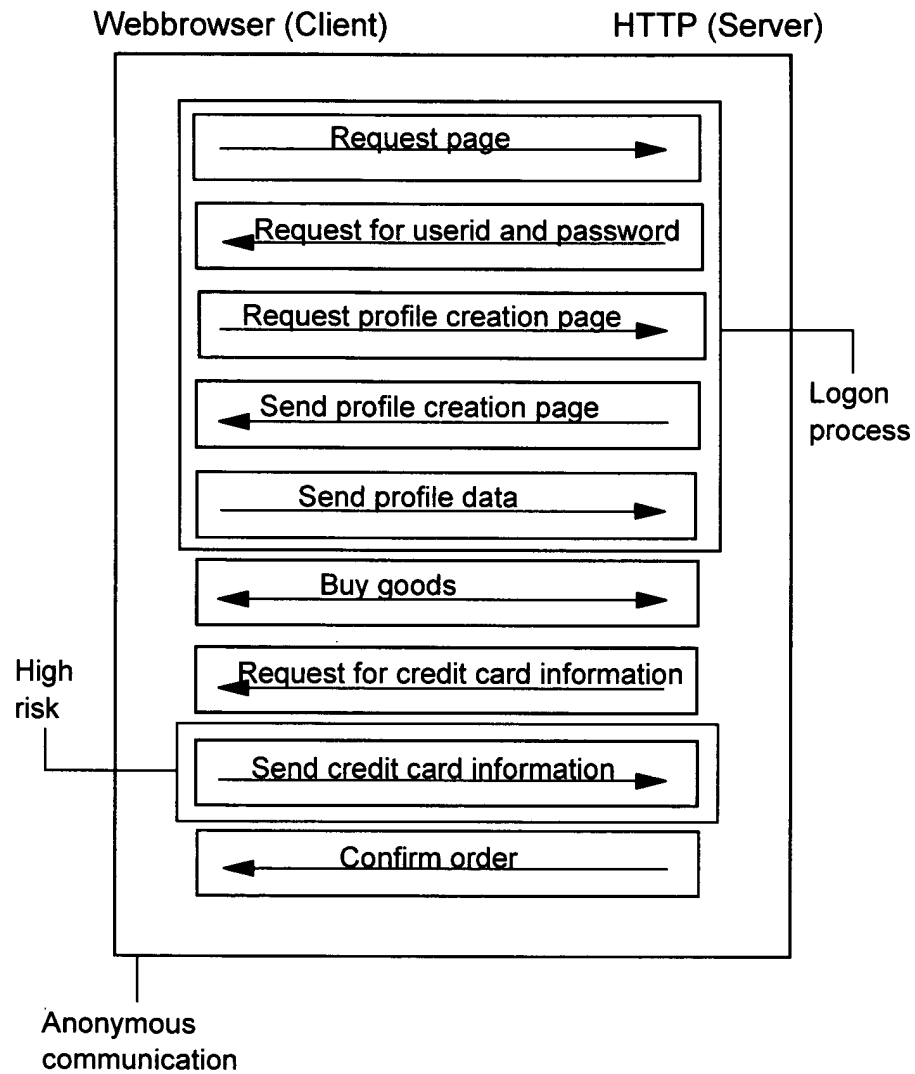 Webbrowser (Client)
HTTP (Server)
Request page
Request for userid and password
Request profile creation page
Send profile creation page
Logon
process
Send profile data
Buy goods
High
risk
Request for credit card information
Send credit card information
Confirm order
Anonymous
communication